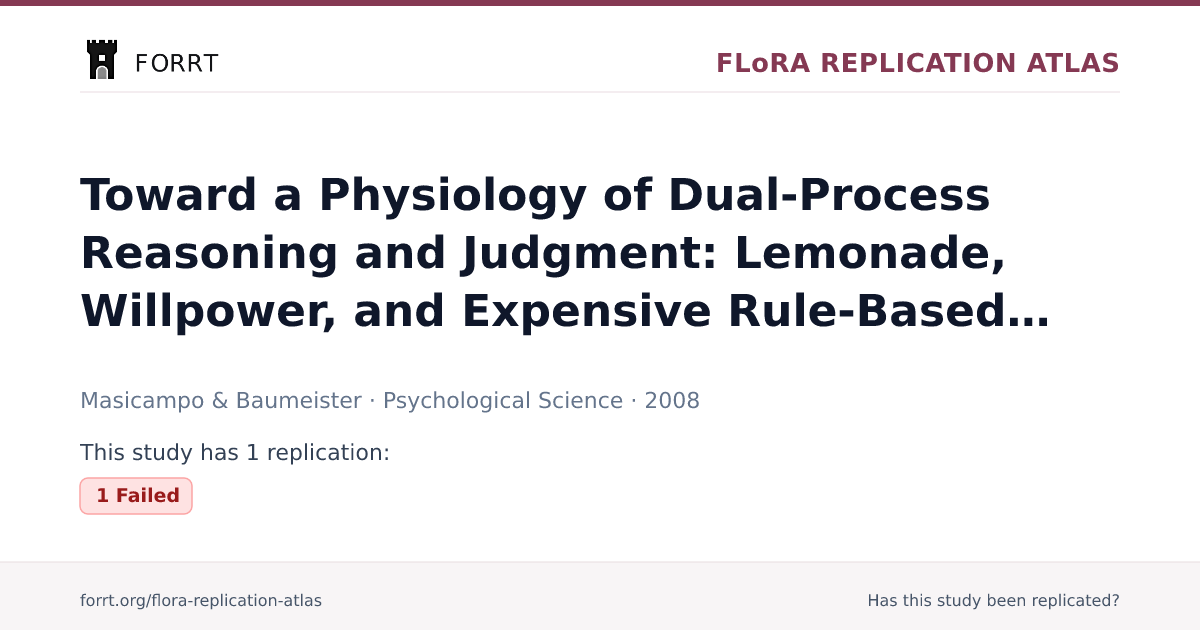 FORRT
FLoRA REPLICATION ATLAS
Toward a Physiology of Dual-Process
Reasoning and Judgment: Lemonade,
Willpower, and Expensive Rule-Based…
Masicampo & Baumeister · Psychological Science · 2008
This study has 1 replication:
1 Failed
forrt.org/flora-replication-atlas
Has this study been replicated?